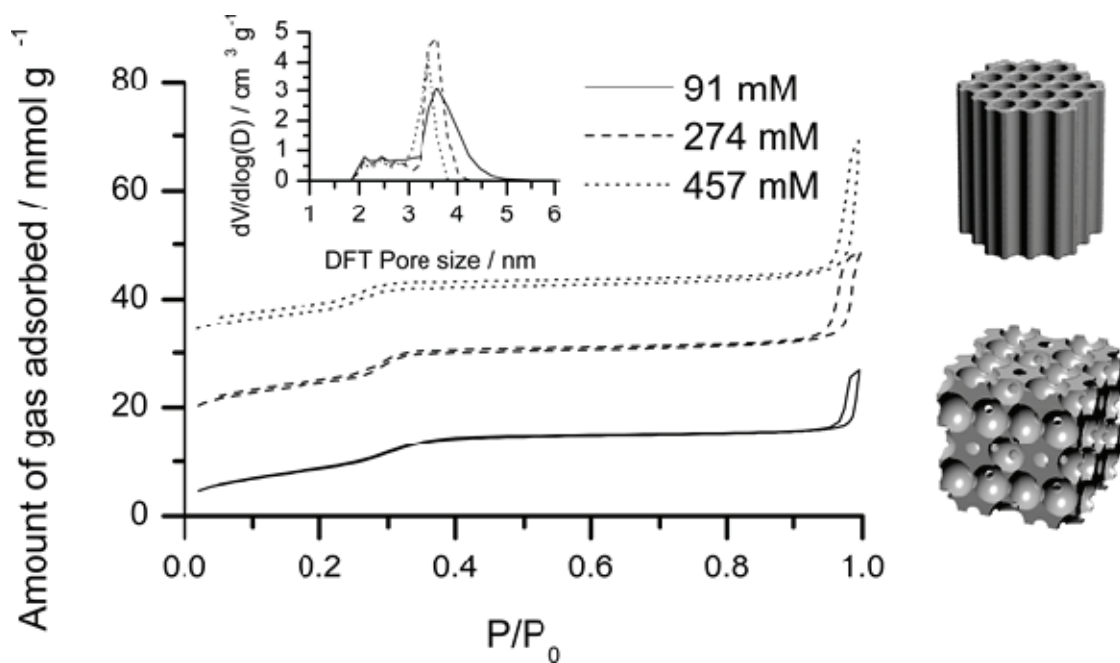 Amount of gas adsorbed / mmol g ⁻¹
dV/dlog(D) / cm ³ g⁻¹
5
4
3
2
1
0
1 2 3 4 5 6
DFT Pore size / nm
91 mM
274 mM
457 mM
80
60
40
20
0
0.0 0.2 0.4 0.6 0.8 1.0
P/P₀